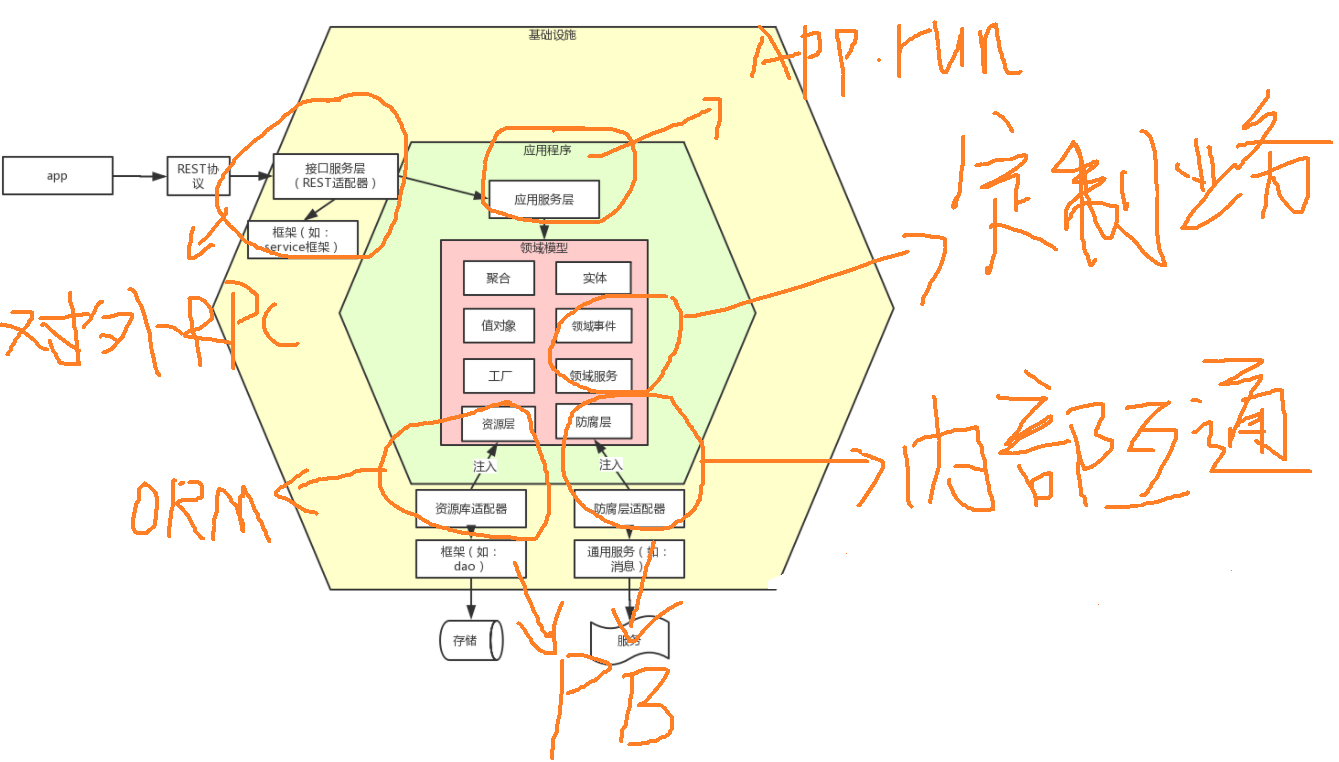 基础设施
App.run
应用程序
app
REST协
议
接口服务层
（REST适配器）
应用服务层
定制业务
框架（如：
service框架）
领域模型
聚合
实体
对外RPC
值对象
领域事件
工厂
领域服务
资源层
防腐层
内部互通
注入
注入
ORM
资源库适配器
防腐层适配器
框架（如：
dao）
通用服务（如：
消息）
存储
服务
PB